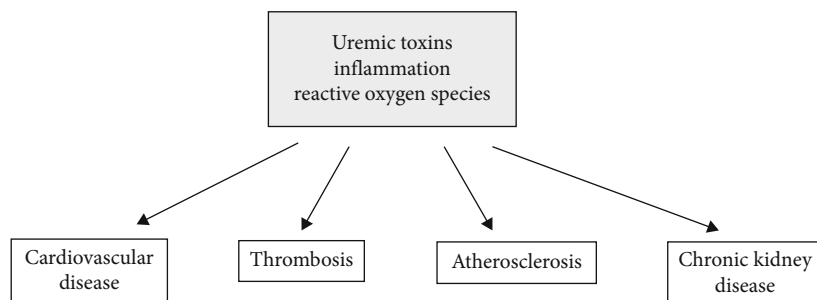 Uremic toxins
inflammation
reactive oxygen species
Cardiovascular
disease
Thrombosis
Atherosclerosis
Chronic kidney
disease